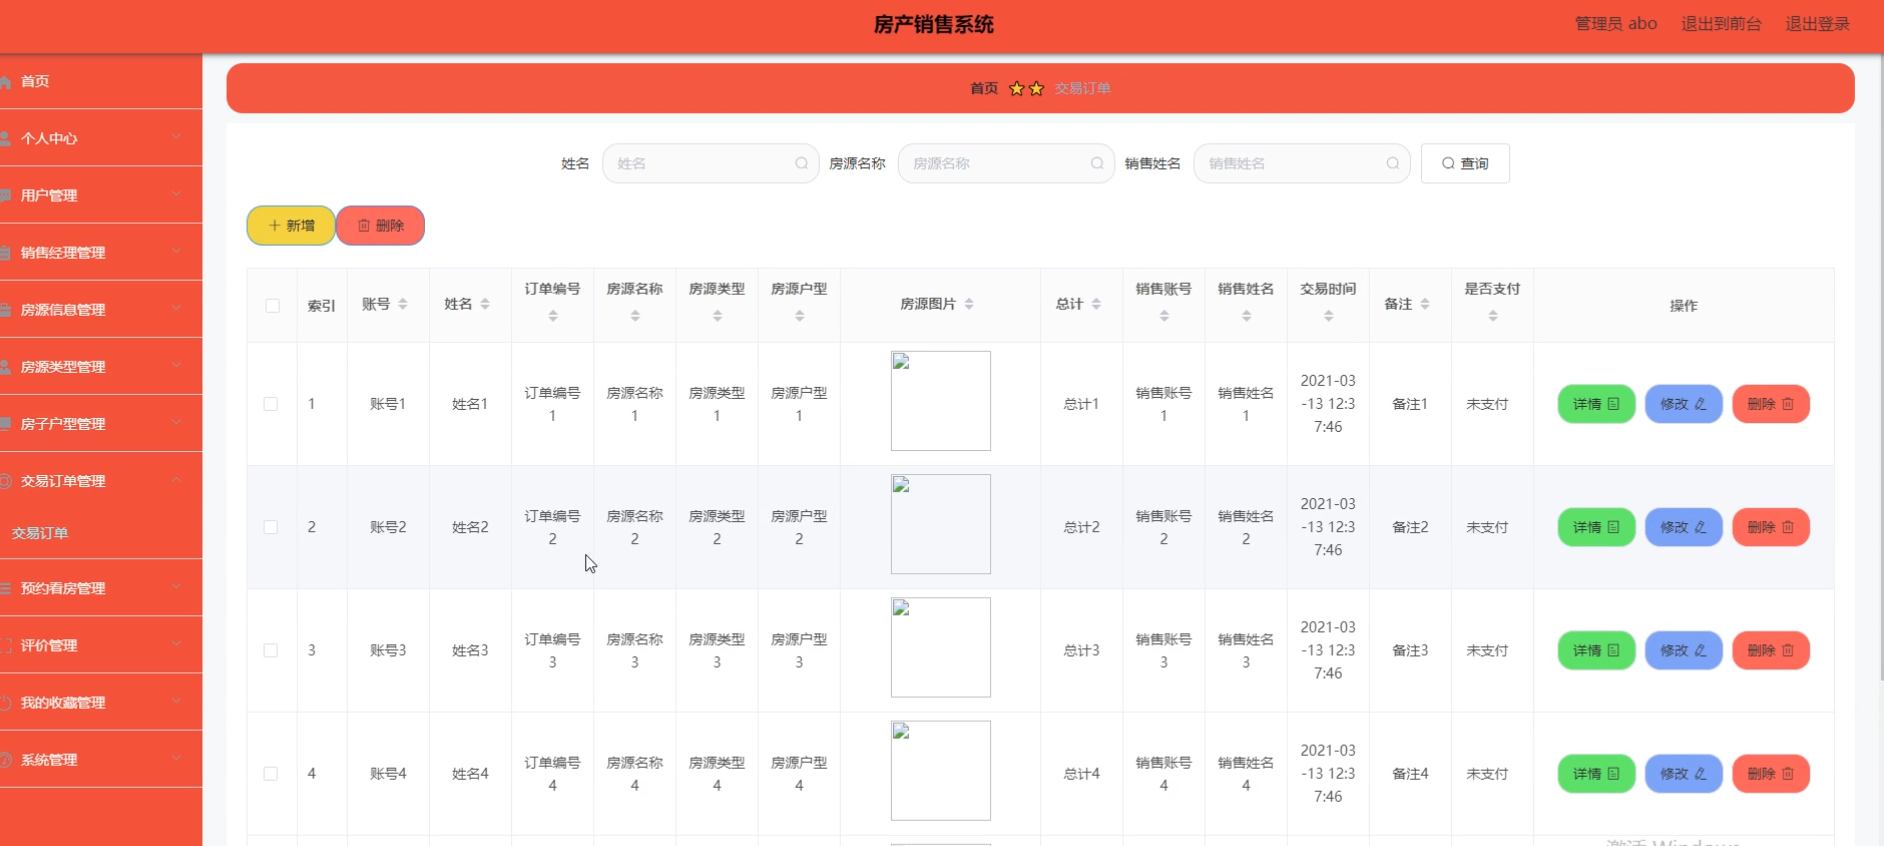 房产销售系统
管理员 abo 退出到前台 退出登录
首页
个人中心
用户管理
销售经理管理
房源信息管理
房源类型管理
房子户型管理
交易订单管理
交易订单
预约看房管理
评价管理
我的收藏管理
系统管理
首页 交易订单
姓名 姓名 房源名称 房源名称 销售姓名 销售姓名 查询
新增 删除
索引 账号 姓名 订单编号 房源名称 房源类型 房源户型 房源图片 总计 销售账号 销售姓名 交易时间 备注 是否支付 操作
1 账号1 姓名1 订单编号1 房源名称1 房源类型1 房源户型1 总计1 销售账号1 销售姓名1 2021-03-13 12:37:46 备注1 未支付 详情 修改 删除
2 账号2 姓名2 订单编号2 房源名称2 房源类型2 房源户型2 总计2 销售账号2 销售姓名2 2021-03-13 12:37:46 备注2 未支付 详情 修改 删除
3 账号3 姓名3 订单编号3 房源名称3 房源类型3 房源户型3 总计3 销售账号3 销售姓名3 2021-03-13 12:37:46 备注3 未支付 详情 修改 删除
4 账号4 姓名4 订单编号4 房源名称4 房源类型4 房源户型4 总计4 销售账号4 销售姓名4 2021-03-13 12:37:46 备注4 未支付 详情 修改 删除
激活 Windows